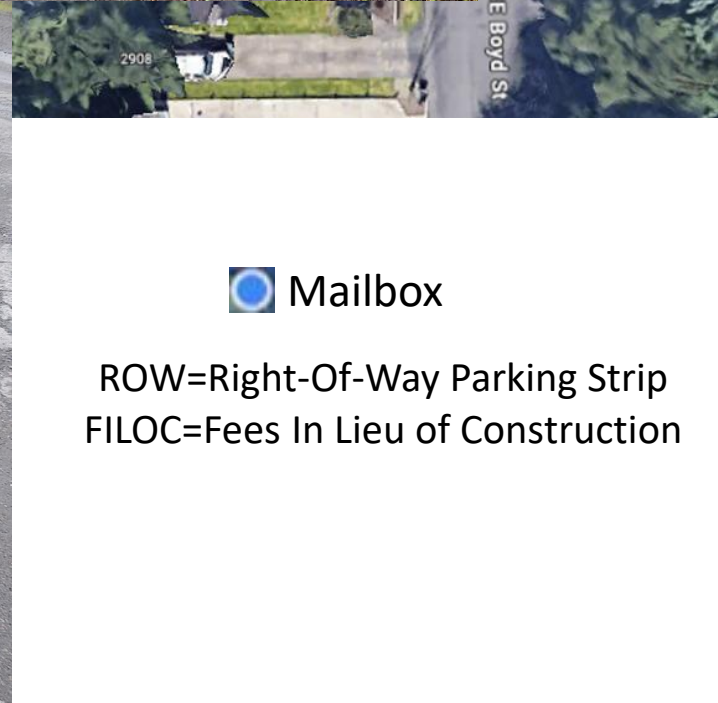 2908
E Boyd St
Mailbox
ROW=Right-Of-Way Parking Strip
FILOC=Fees In Lieu of Construction